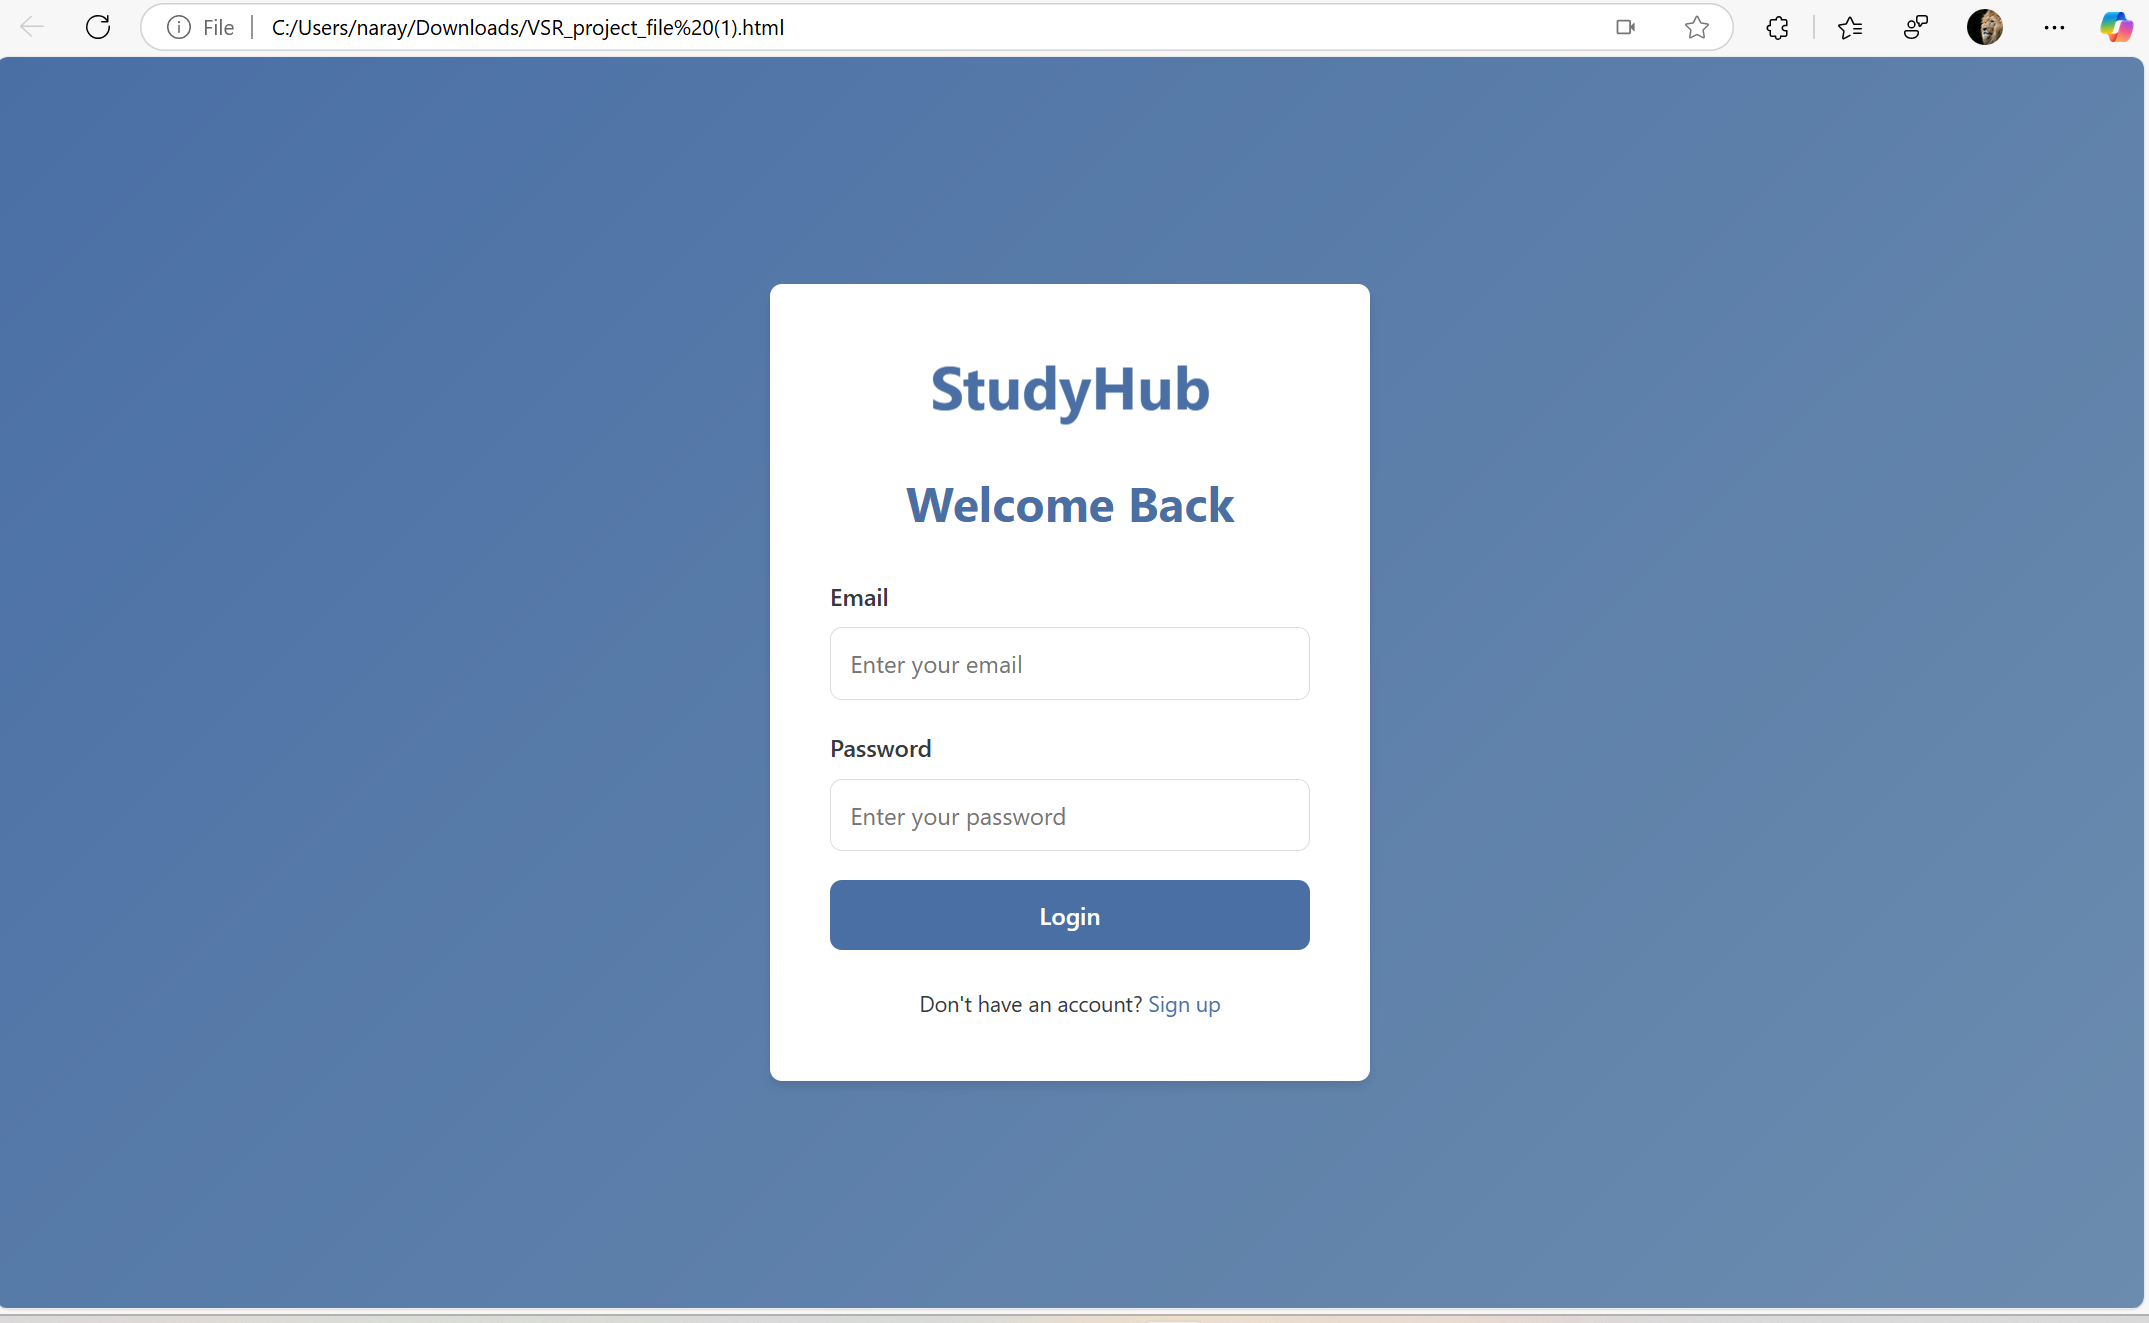 File
C:/Users/naray/Downloads/VSR_project_file%20(1).html
StudyHub
Welcome Back
Email
Enter your email
Password
Enter your password
Login
Don't have an account? Sign up